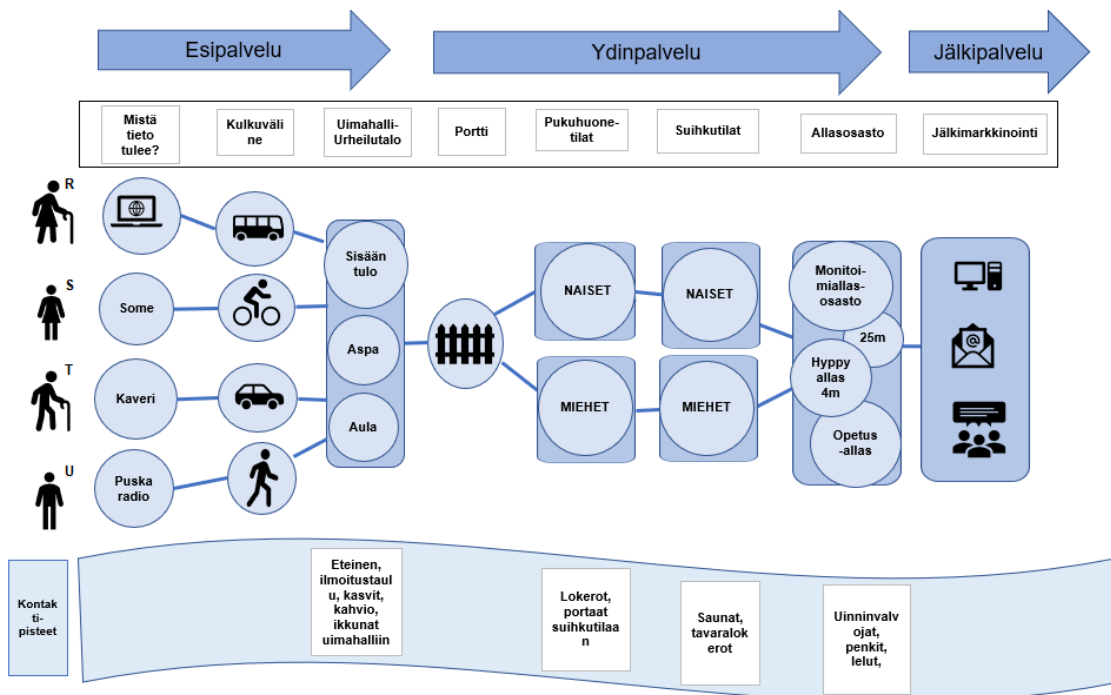 Esipalvelu
Ydinpalvelu
Jälkipalvelu
Mistä
tieto
tulee?
Kulkuväli
ne
Uimahalli-
Urheilutalo
Portti
Pukuhuone-
tilat
Suihkutilat
Allasosasto
Jälkimarkkinointi
R
S
Some
T
Kaveri
U
Puska
radio
Sisään
tulo
Aspa
Aula
NAISET
NAISET
MIEHET
MIEHET
Monitoi-
miallas-
osasto
25m
Hyppy
allas
4m
Opetus
-allas
@
Kontak
ti-
pisteet
Eteinen,
ilmoitustaul
u, kasvit,
kahvio,
ikkunat
uimahalliin
Lokerot,
portaat
suihkutilaa
n
Saunat,
tavaralok
erot
Uinninvalv
ojat,
penkit,
lelut,